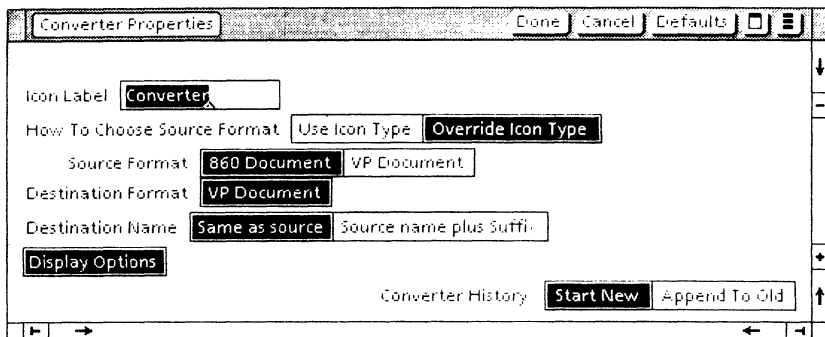 Converter Properties Done Cancel Defaults
Icon Label Converter
How To Choose Source Format Use Icon Type Override Icon Type
Source Format 860 Document VP Document
Destination Format VP Document
Destination Name Same as source Source name plus Suffi
Display Options
Converter History Start New Append To Old